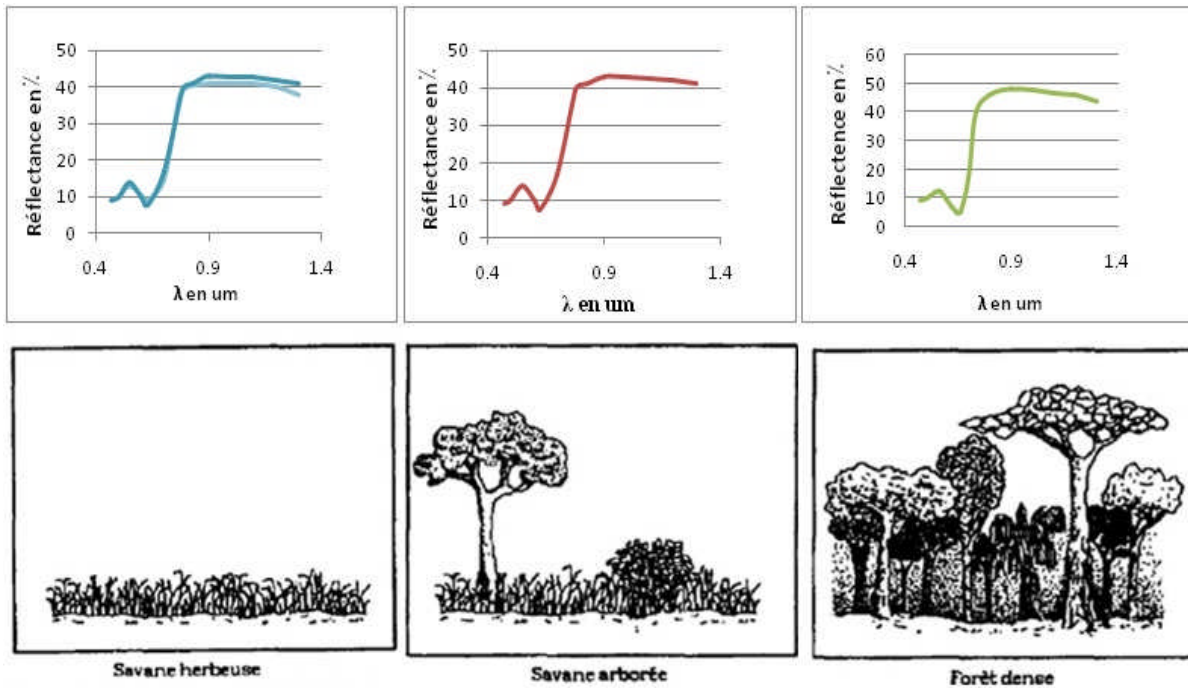 Réflectance en %
50
40
30
20
10
0
0.4 0.9 1.4
λ en um
Réflectance en %
50
40
30
20
10
0
0.4 0.9 1.4
λ en um
Réflectence en %
60
50
40
30
20
10
0
0.4 0.9 1.4
λ en um
Savane herbeuse
Savane arborée
Forêt dense